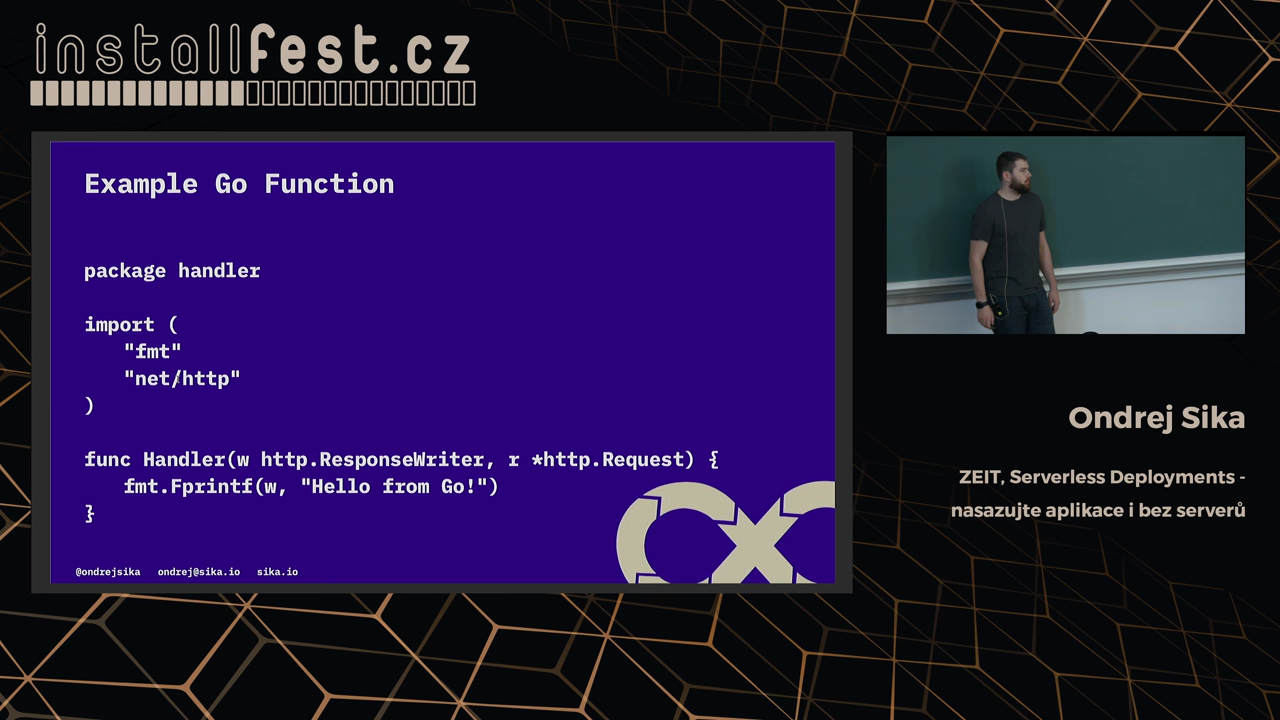 installfest.cz
Example Go Function
package handler
import (
"fmt"
"net/http"
)
func Handler(w http.ResponseWriter, r *http.Request) {
fmt.Fprintf(w, "Hello from Go!")
}
@ondrejsika ondrej@sika.io sika.io
Ondrej Sika
ZEIT, Serverless Deployments -
nasazujte aplikace i bez serverů